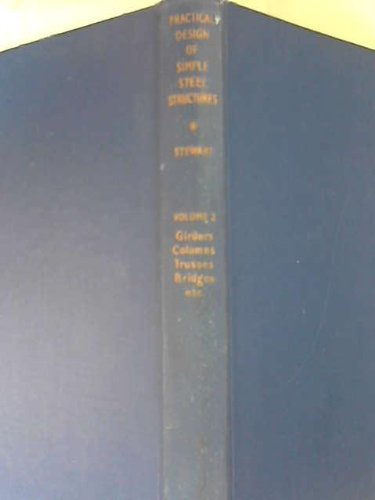 PRACTICAL
DESIGN
OF
SIMPLE
STEEL
STRUCTURES
STEWART
VOLUME 2
Girders
Columns
Trusses
Bridges
etc